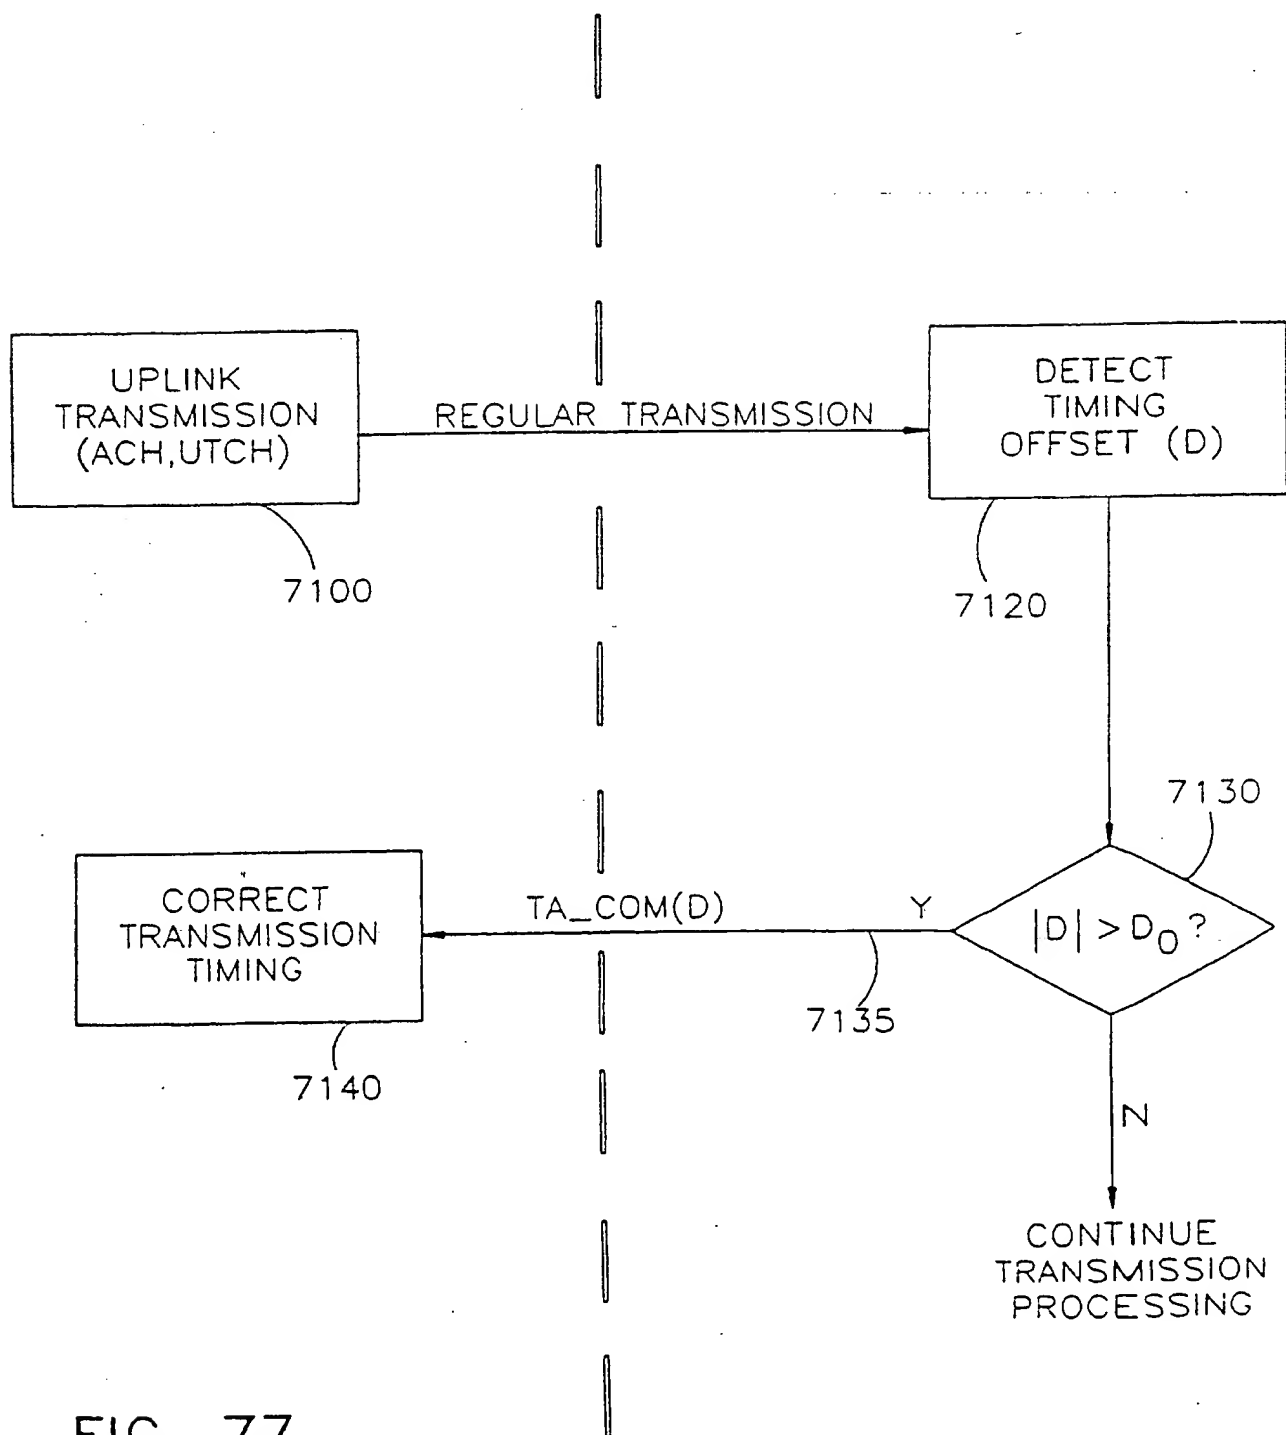 UPLINK
TRANSMISSION
(ACH,UTCH)
REGULAR TRANSMISSION
DETECT
TIMING
OFFSET (D)
7100
7120
7130
CORRECT
TRANSMISSION
TIMING
TA_COM(D)
Y
|D| > D0 ?
7135
7140
N
CONTINUE
TRANSMISSION
PROCESSING
FIG. 77